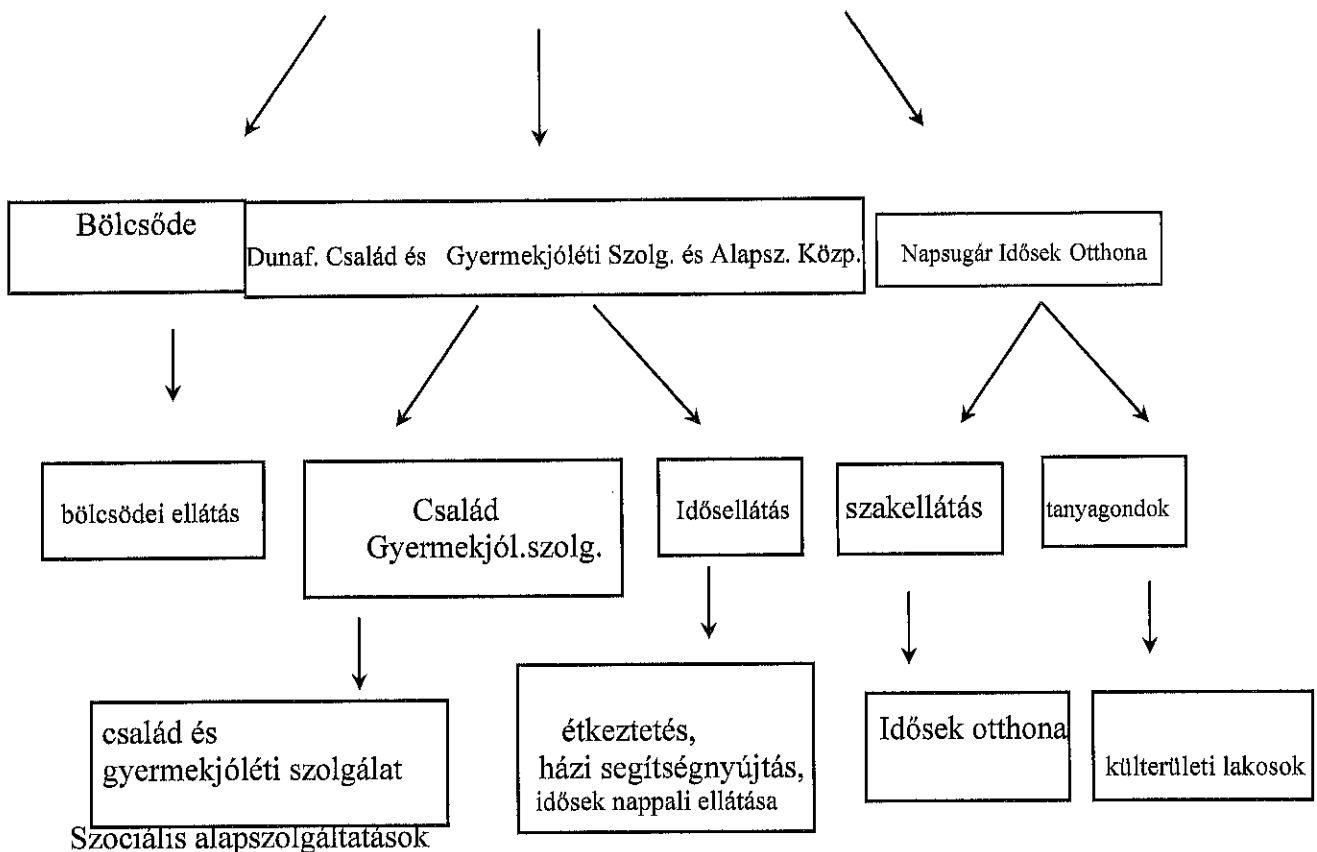 Bölcsőde
Dunaf. Család és Gyermekjóléti Szolg. és Alapsz. Közp.
Napsugár Idősek Otthona
bölcsödei ellátás
Család
Gyermekjól.szolg.
Idősellátás
szakellátás
tanyagondok
család és
gyermekjóléti szolgálat
étkeztetés,
házi segítségnyújtás,
idősek nappali ellátása
Idősek otthona
külterületi lakosok
Szociális alapszolgáltatások